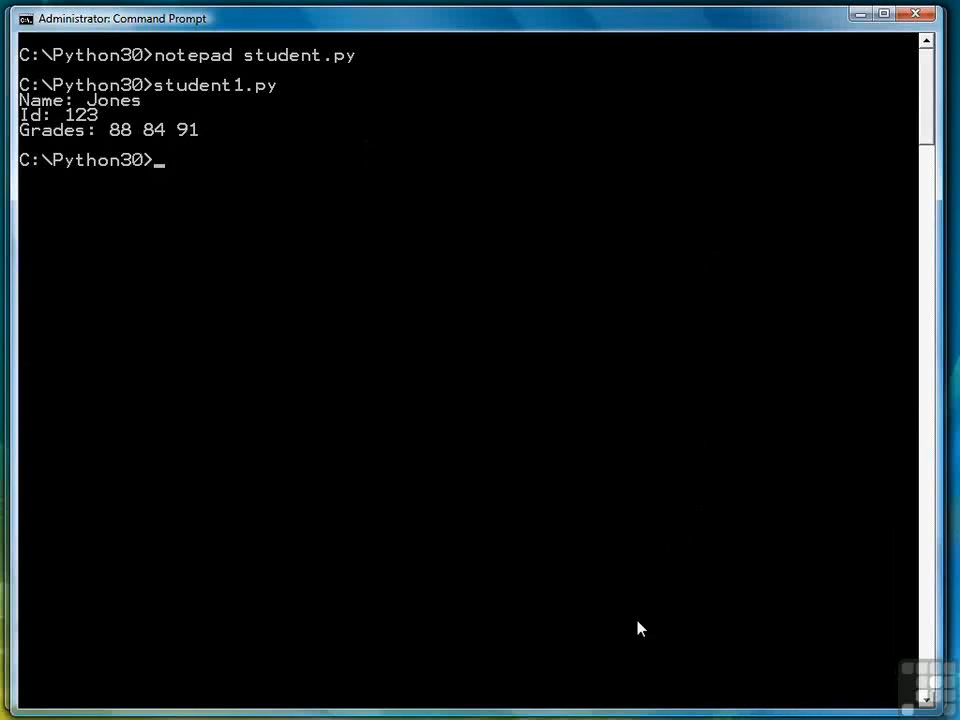 Administrator: Command Prompt
C:\Python30>notepad student.py
C:\Python30>student1.py
Name: Jones
Id: 123
Grades: 88 84 91
C:\Python30>_